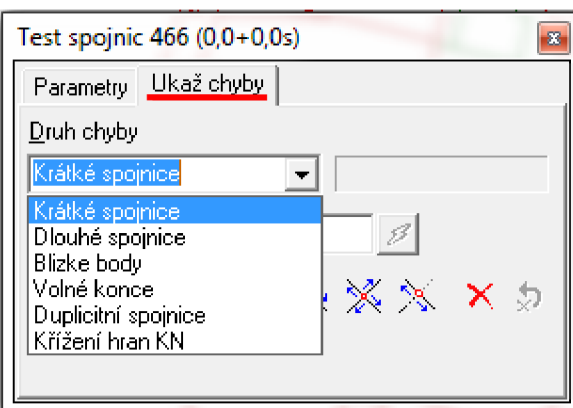 Test spojnic 466 (0,0+0,0s)
Parametry Ukaž chyby
Druh chyby
Krátké spojnice
Krátké spojnice
Dlouhé spojnice
Blizke body
Volné konce
Duplicitní spojnice
Křížení hran KN